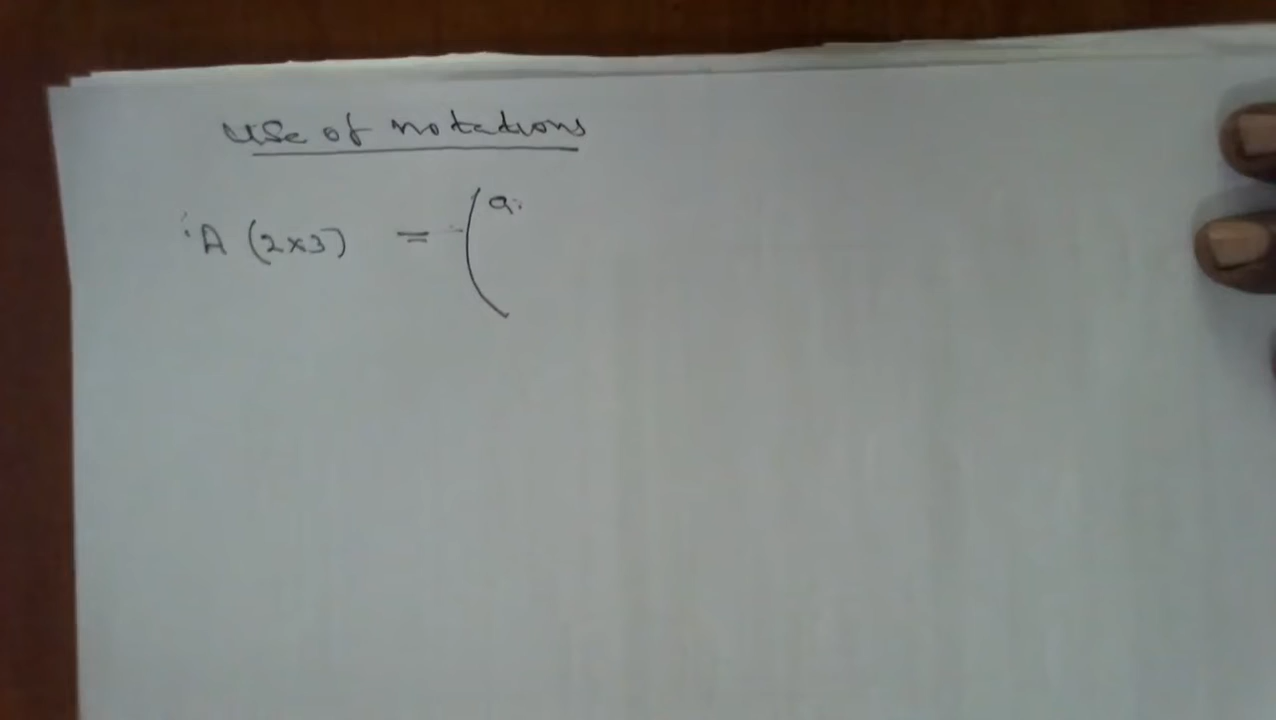 use of notations
A (2x3) = ( a